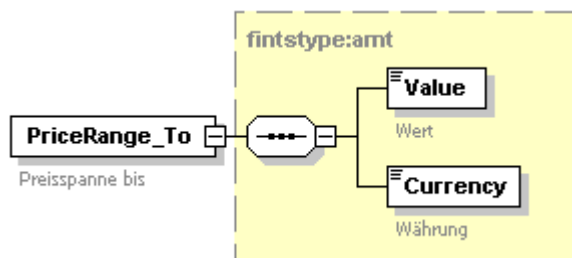 fintstype:amt
Value
Wert
PriceRange_To
Preisspanne bis
Currency
Währung